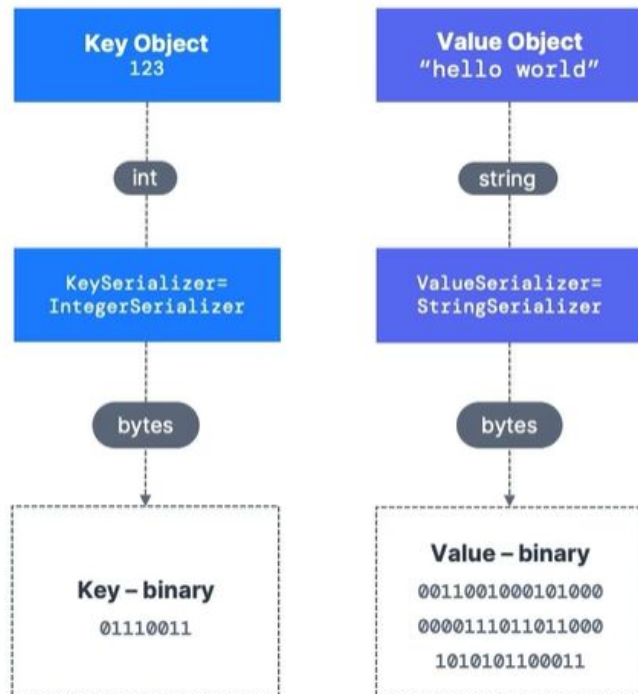 Key Object
123
int
KeySerializer=
IntegerSerializer
bytes
Key – binary
01110011
Value Object
“hello world”
string
ValueSerializer=
StringSerializer
bytes
Value – binary
0011001000101000
0000111011011000
1010101100011